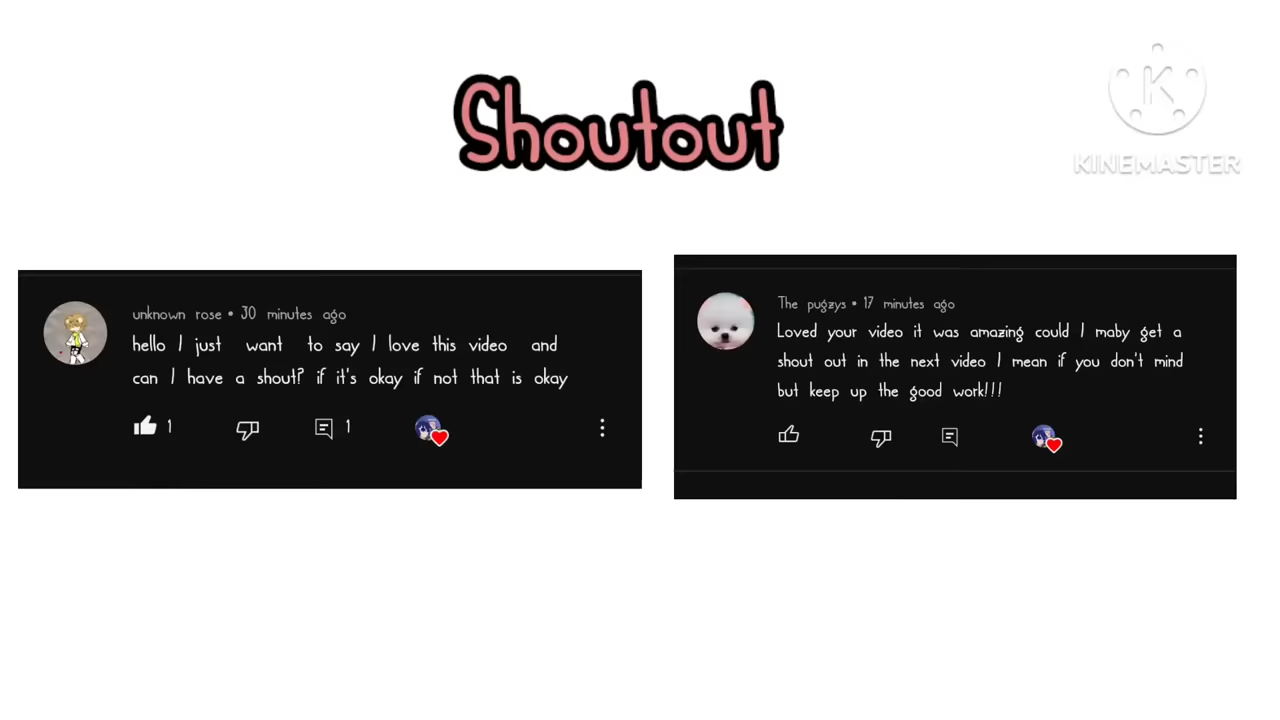 Shoutout
K
KINEMASTER
unknown rose • 30 minutes ago
hello I just want to say I love this video and
can I have a shout? if it's okay if not that is okay
1
1
The pugzys • 17 minutes ago
Loved your video it was amazing could I maby get a
shout out in the next video I mean if you don't mind
but keep up the good work!!!